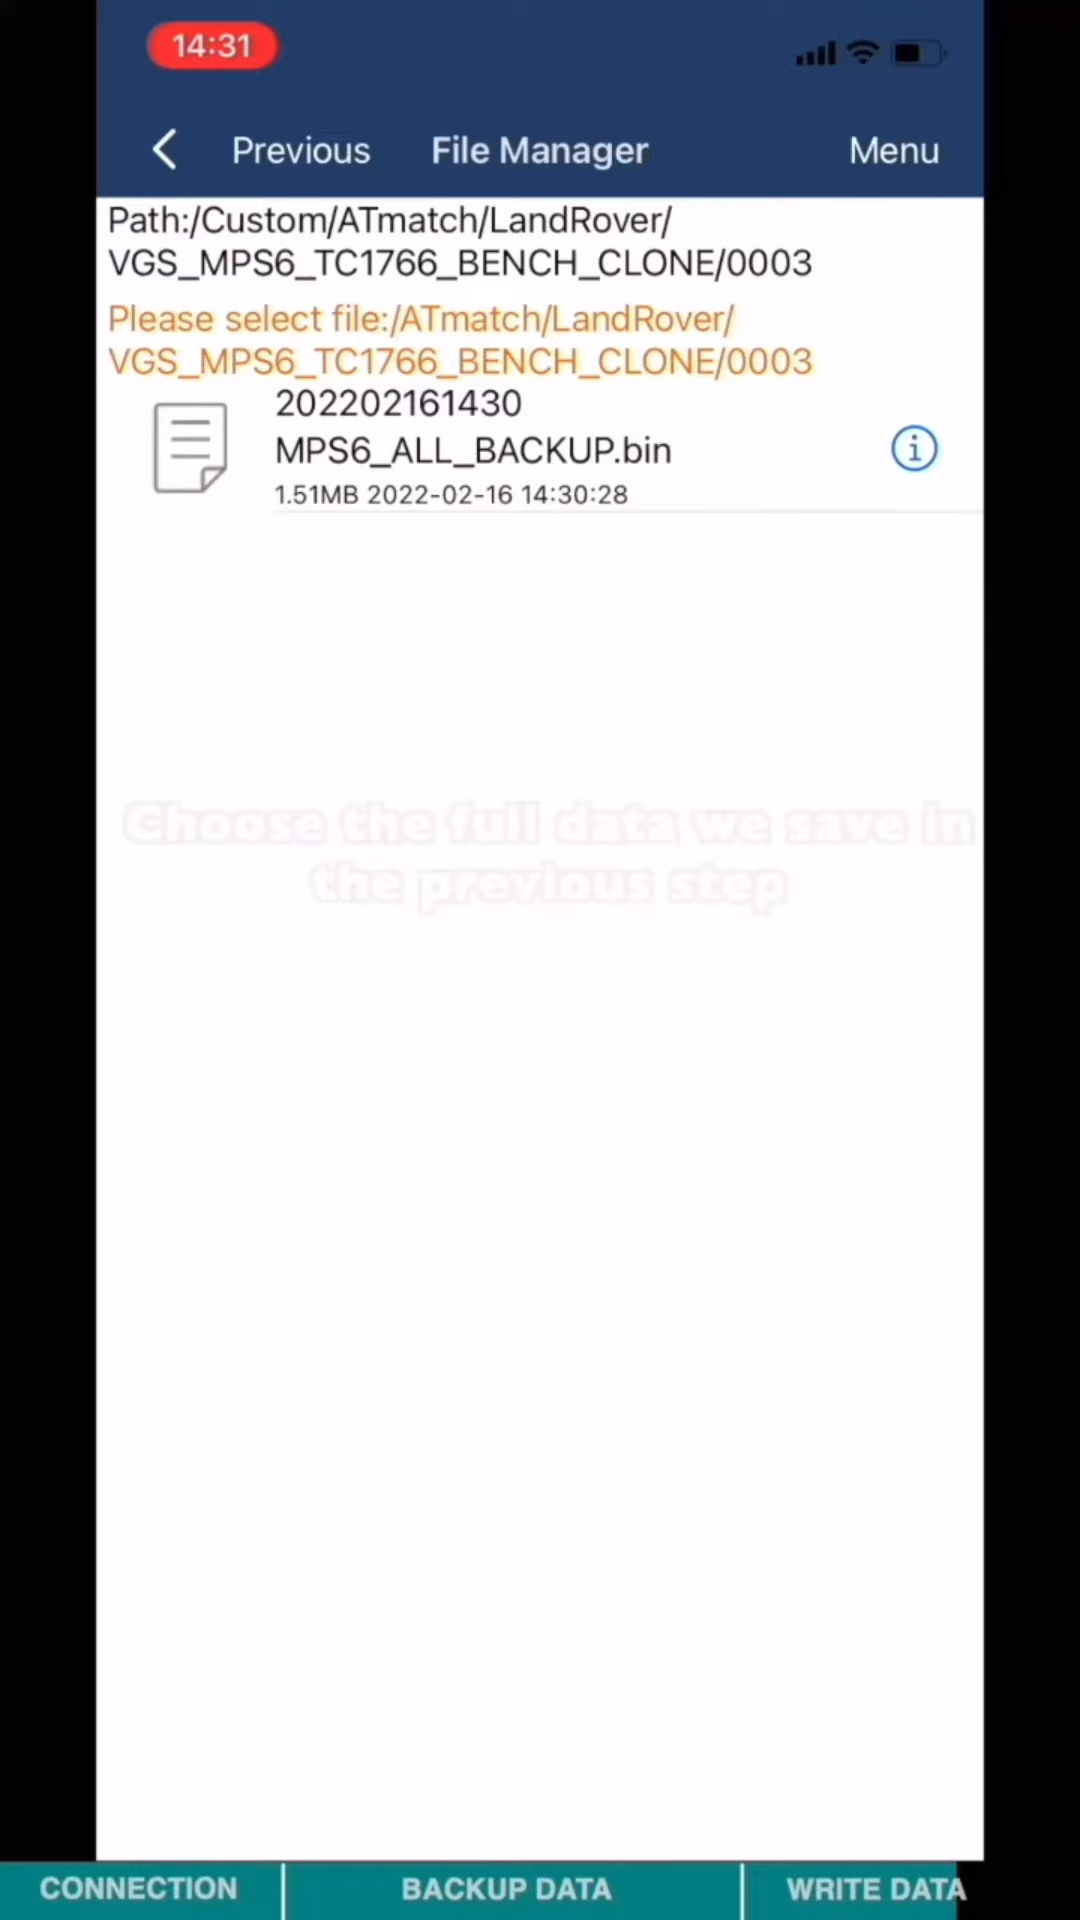 14:31
Previous File Manager Menu
Path:/Custom/ATmatch/LandRover/
VGS_MPS6_TC1766_BENCH_CLONE/0003
Please select file:/ATmatch/LandRover/
VGS_MPS6_TC1766_BENCH_CLONE/0003
202202161430
MPS6_ALL_BACKUP.bin
1.51MB 2022-02-16 14:30:28
Choose the full data we save in
the previous step
CONNECTION BACKUP DATA WRITE DATA